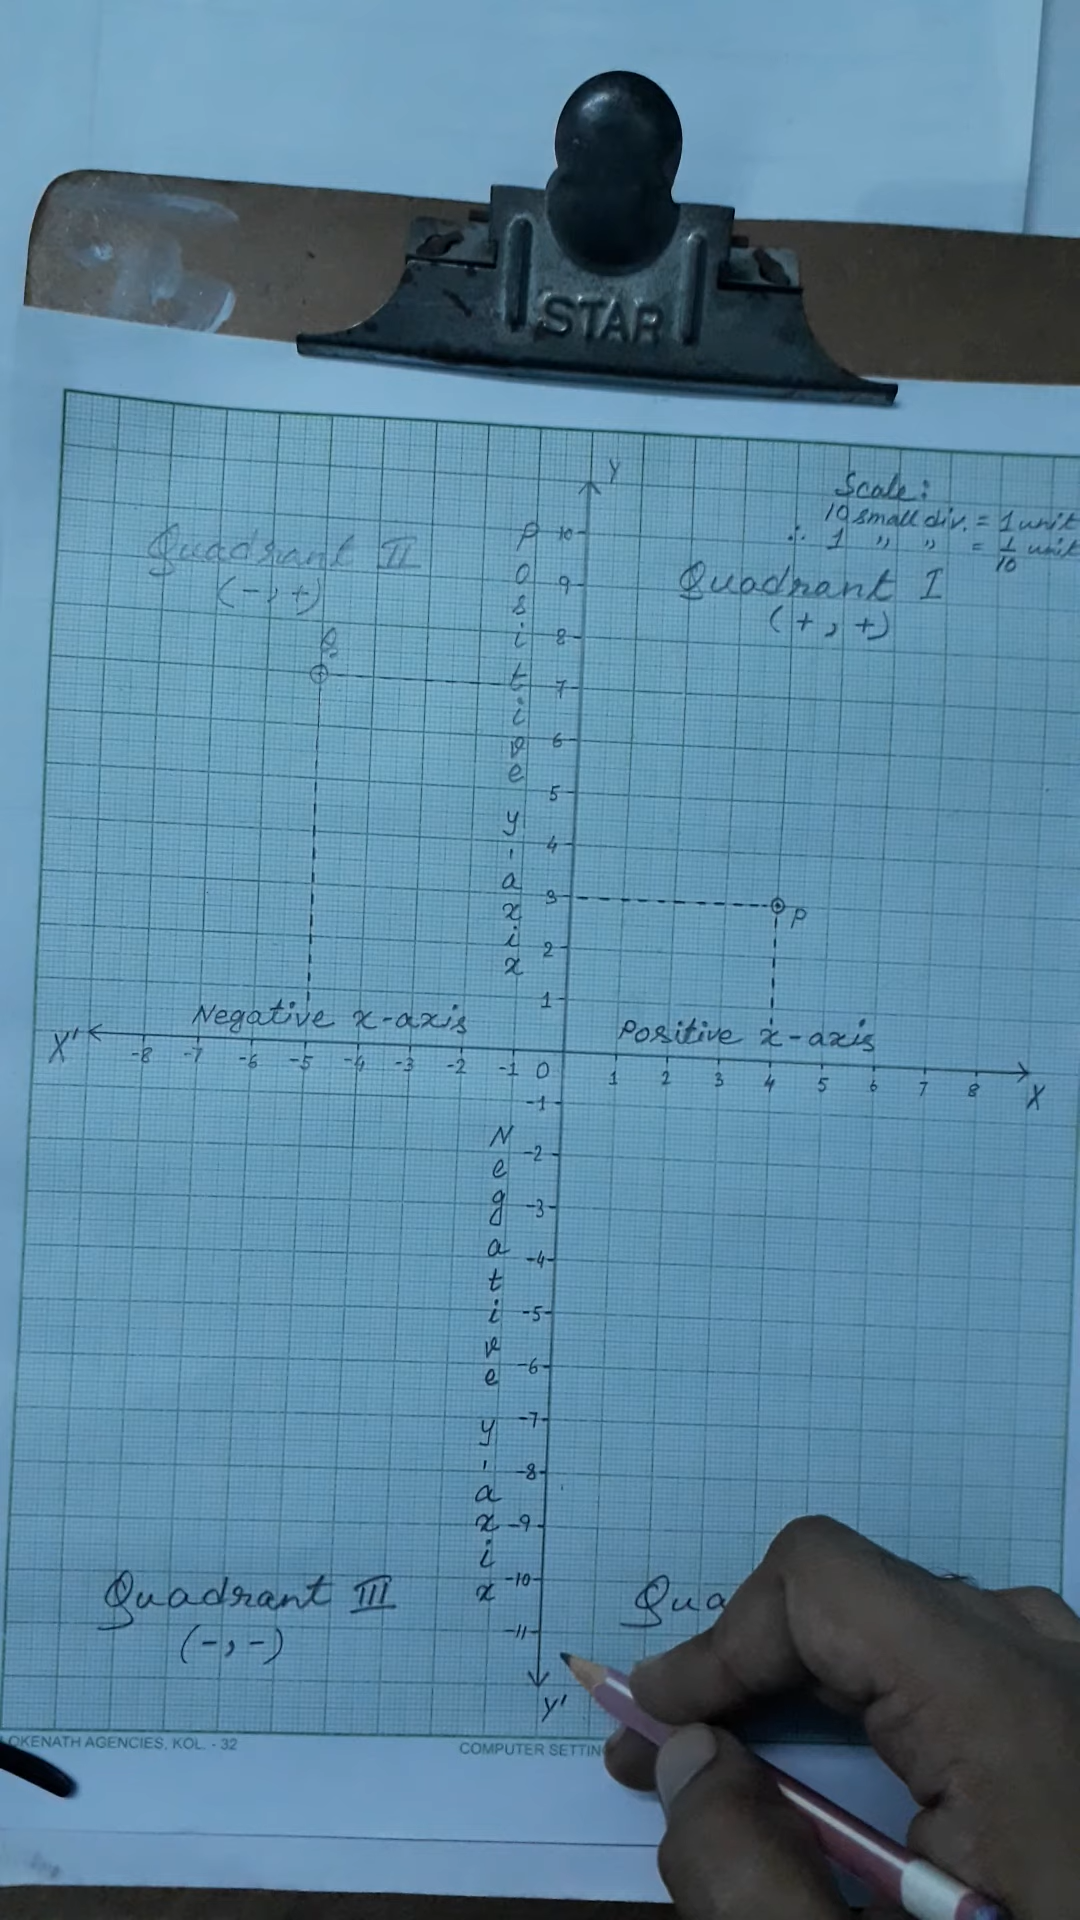 STAR
Y
Scale:
10 small div. = 1 unit
∴ 1 " " = 1/10 unit
Quadrant II
(-, +)
Quadrant I
(+, +)
Positive y-axis
10
9
8
7
6
5
4
3
2
1
P
Negative x-axis
Positive x-axis
X'
-8 -7 -6 -5 -4 -3 -2 -1 0 1 2 3 4 5 6 7 8
X
Negative y-axis
-1
-2
-3
-4
-5
-6
-7
-8
-9
-10
-11
Quadrant III
(-, -)
Y'
LOKENATH AGENCIES, KOL. - 32
COMPUTER